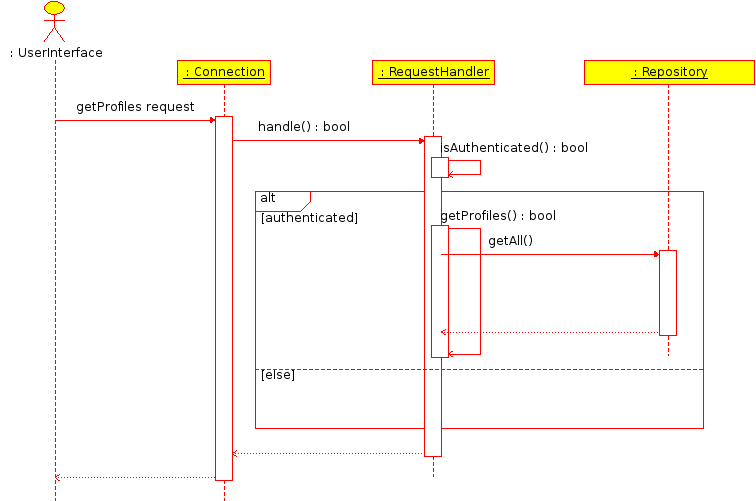 : UserInterface
: Connection
: RequestHandler
: Repository
getProfiles request
handle() : bool
isAuthenticated() : bool
alt
[authenticated]
getProfiles() : bool
getAll()
[else]